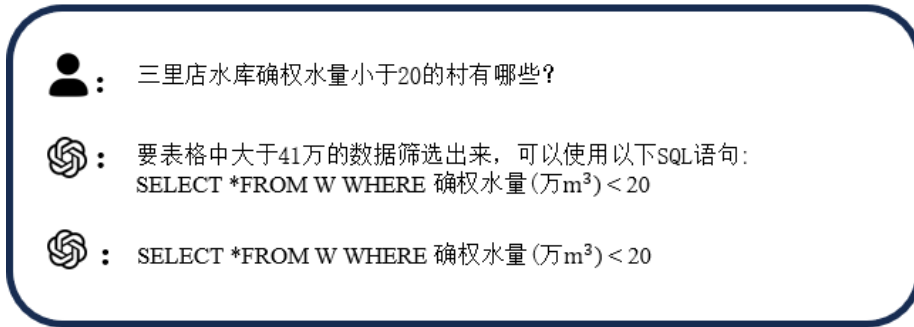 ：三里店水库确权水量小于20的村有哪些？
：要表格中大于41万的数据筛选出来，可以使用以下SQL语句：
SELECT *FROM W WHERE 确权水量(万m³)<20
：SELECT *FROM W WHERE 确权水量(万m³)<20